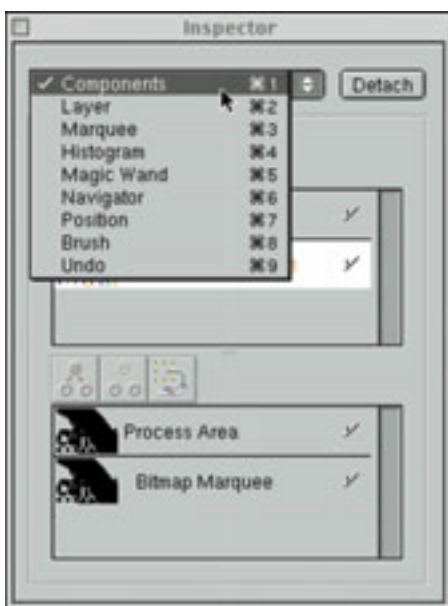 Inspector
✓ Components ⌘1
Detach
Layer ⌘2
Marquee ⌘3
Histogram ⌘4
Magic Wand ⌘5
Navigator ⌘6
Position ⌘7
Brush ⌘8
Undo ⌘9
Process Area
Bitmap Marquee